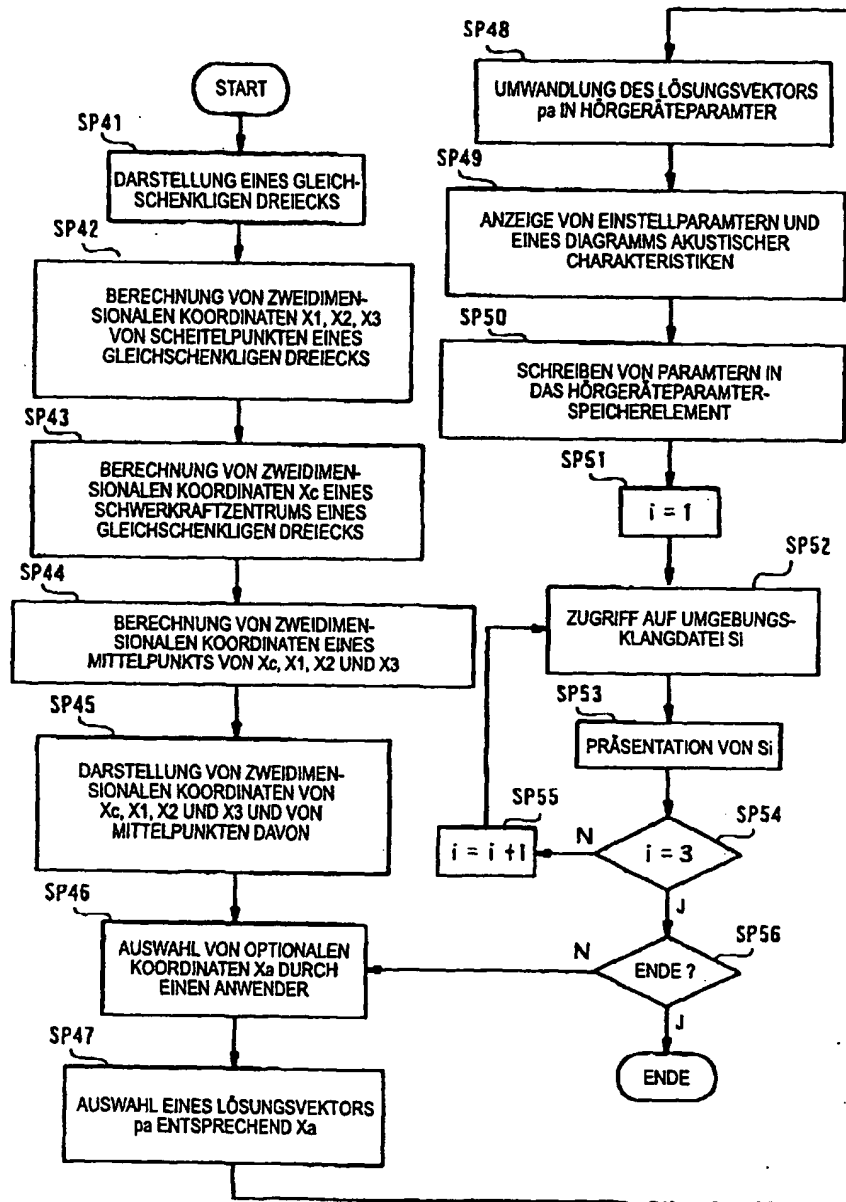 START
SP41
DARSTELLUNG EINES GLEICH-
SCHENKLIGEN DREIECKS
SP42
BERECHNUNG VON ZWEIDIMEN-
SIONALEN KOORDINATEN X1, X2, X3
VON SCHEITELPUNKTEN EINES
GLEICHSCHENKLIGEN DREIECKS
SP43
BERECHNUNG VON ZWEIDIMEN-
SIONALEN KOORDINATEN Xc EINES
SCHWERKRAFTZENTRUMS EINES
GLEICHSCHENKLIGEN DREIECKS
SP44
BERECHNUNG VON ZWEIDIMEN-
SIONALEN KOORDINATEN EINES
MITTELPUNKTS VON Xc, X1, X2 UND X3
SP45
DARSTELLUNG VON ZWEIDIMEN-
SIONALEN KOORDINATEN VON
Xc, X1, X2 UND X3 UND VON
MITTELPUNKTEN DAVON
SP46
AUSWAHL VON OPTIONALEN
KOORDINATEN Xa DURCH
EINEN ANWENDER
SP47
AUSWAHL EINES LÖSUNGSVEKTORS
pa ENTSPRECHEND Xa
SP48
UMWANDLUNG DES LÖSUNGSVEKTORS
pa IN HÖRGERÄTEPARAMTER
SP49
ANZEIGE VON EINSTELLPARAMTERN UND
EINES DIAGRAMMS AKUSTISCHER
CHARAKTERISTIKEN
SP50
SCHREIBEN VON PARAMTERN IN
DAS HÖRGERÄTEPARAMTER-
SPEICHERELEMENT
SP51
i = 1
SP52
ZUGRIFF AUF UMGEBUNGS-
KLANGDATEI Si
SP53
PRÄSENTATION VON Si
SP54
i = 3
N
J
SP55
i = i + 1
SP56
ENDE ?
N
J
ENDE